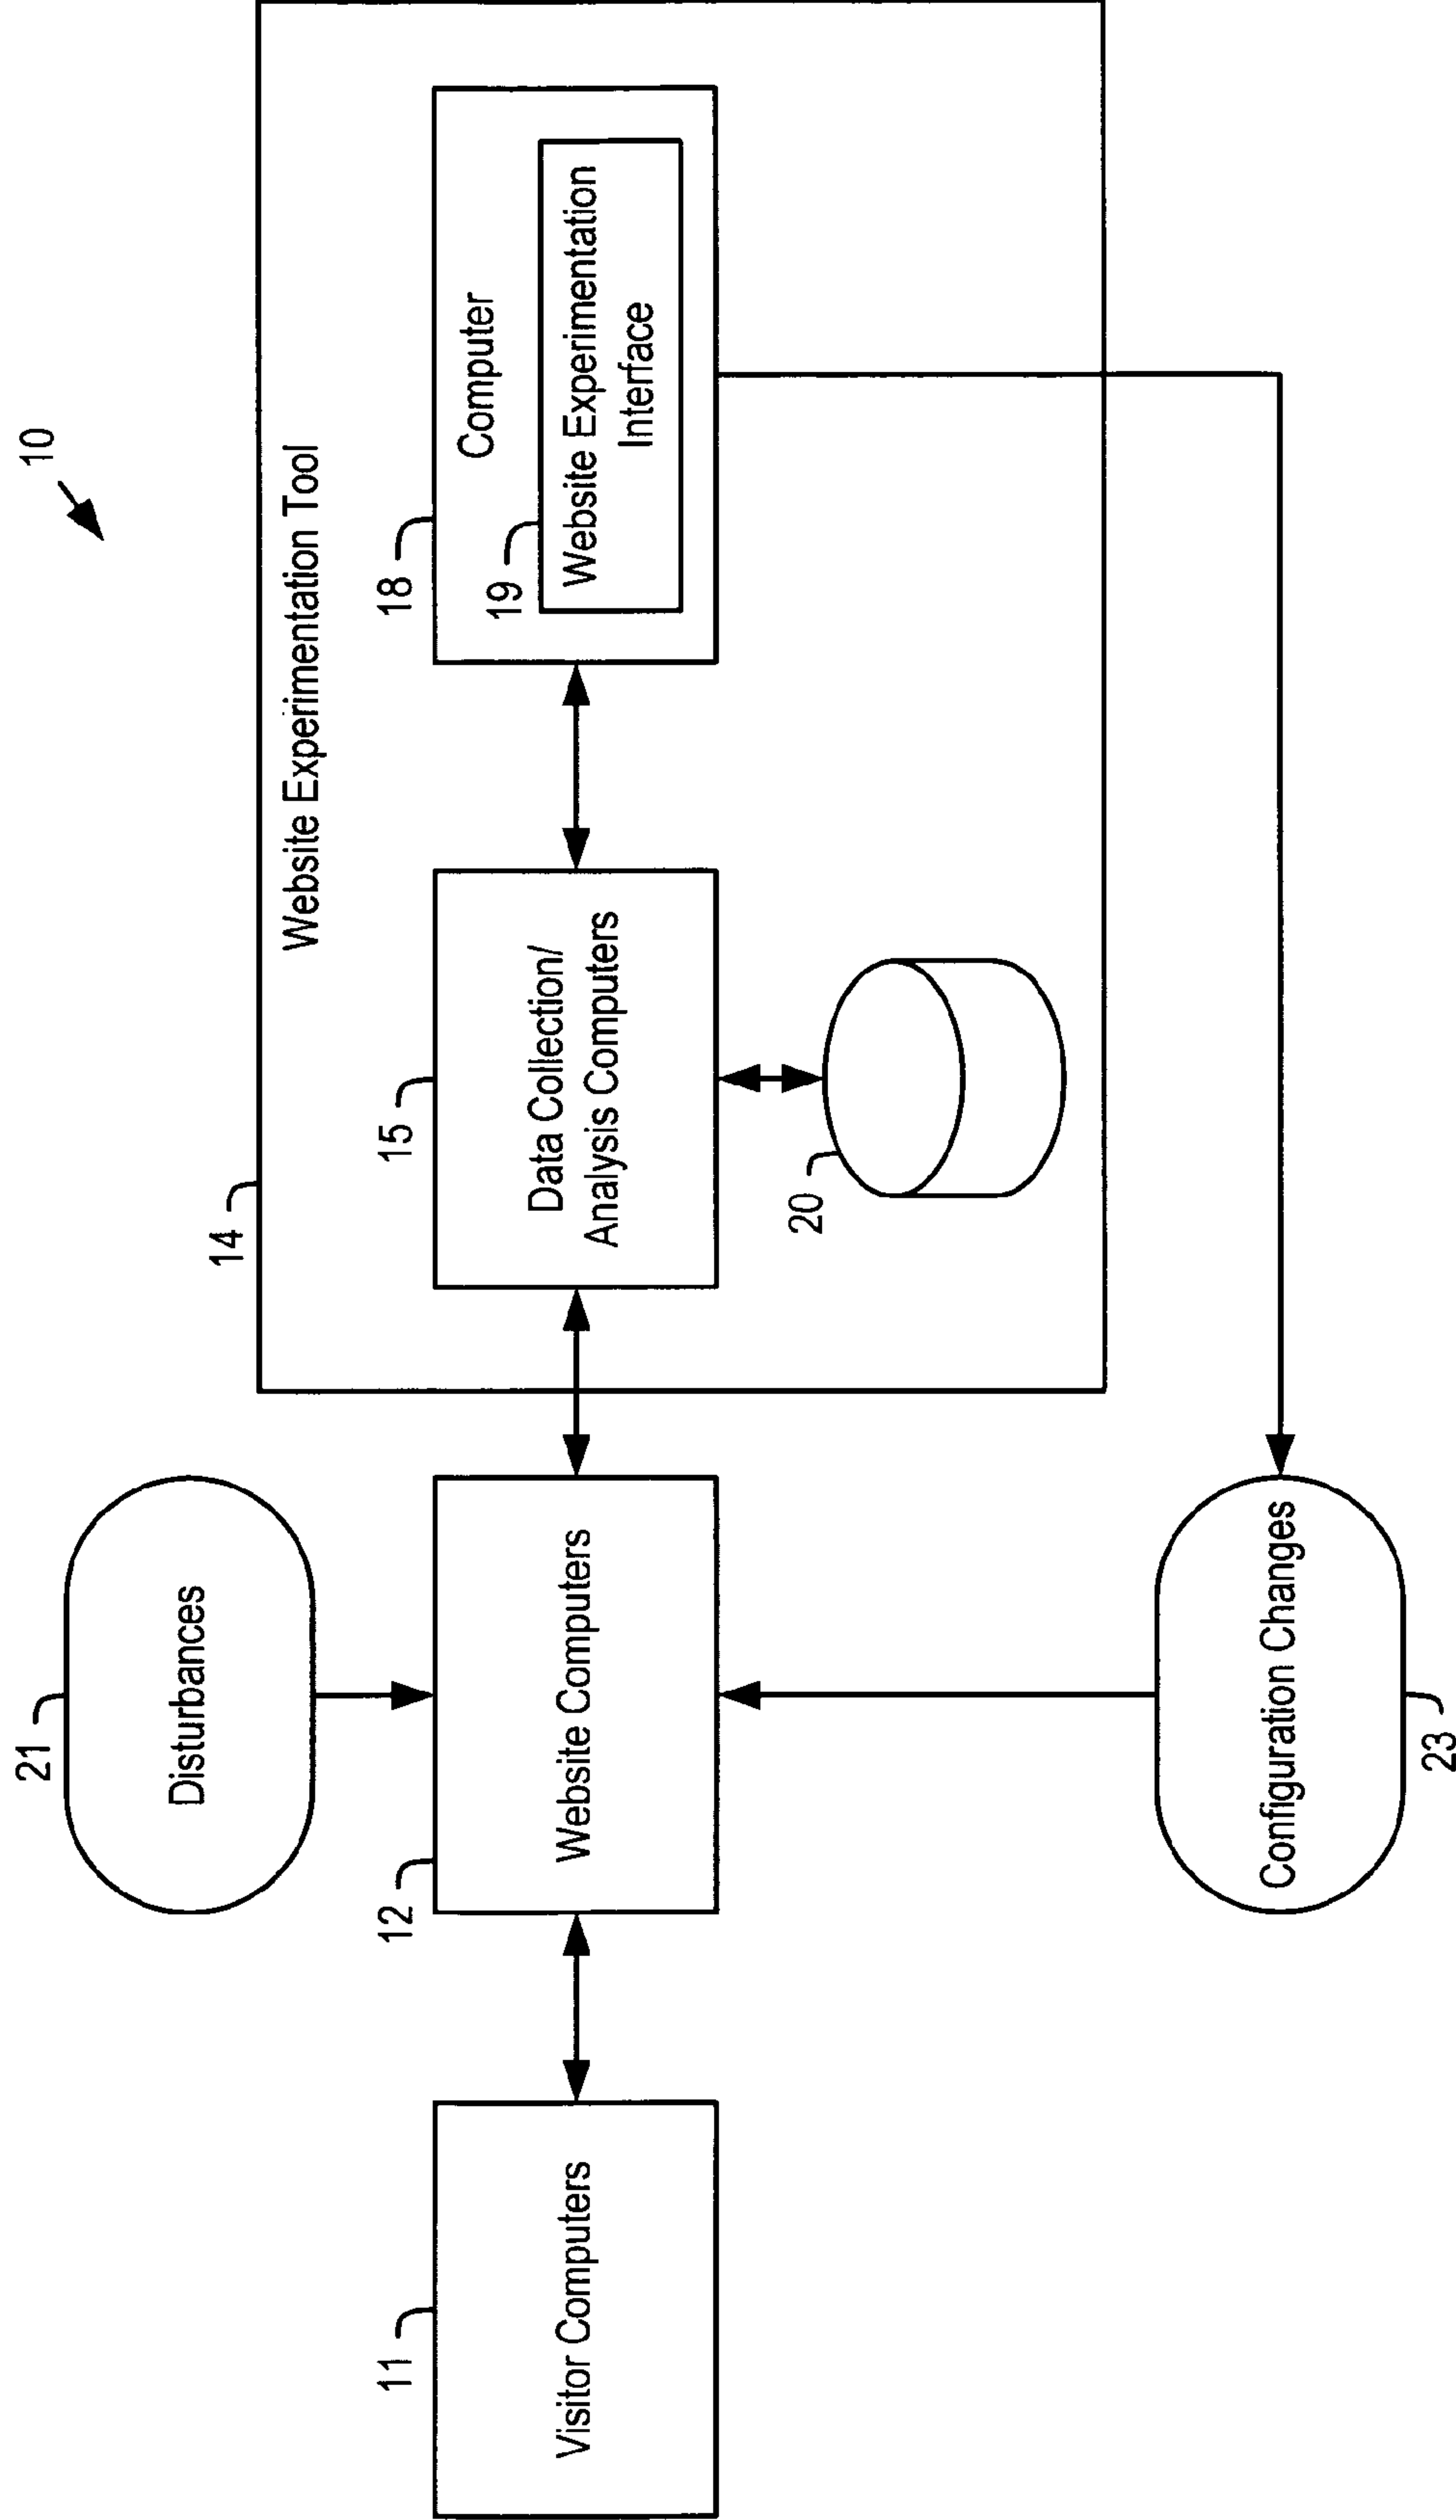 10
21
Disturbances
14
Website Experimentation Tool
11
Visitor Computers
12
Website Computers
15
Data Collection/
Analysis Computers
18
Computer
19
Website Experimentation
Interface
20
Configuration Changes
23